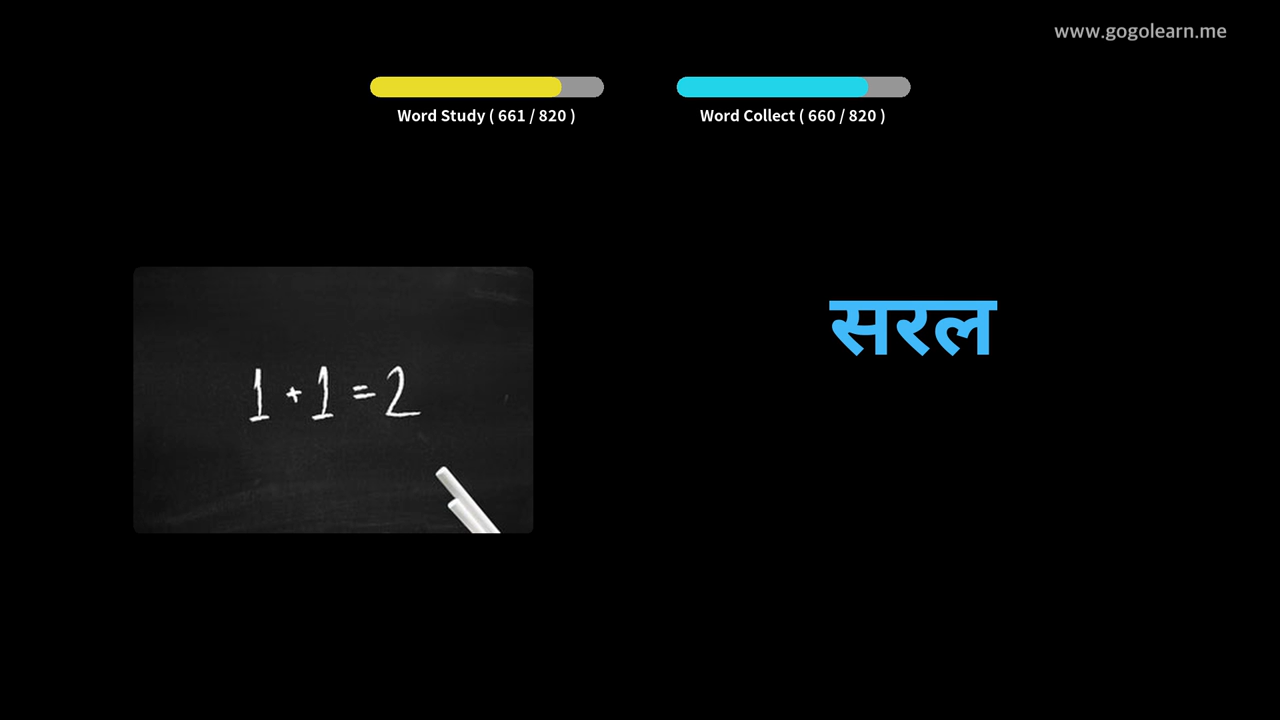 www.gogolearn.me
Word Study ( 661 / 820 )
Word Collect ( 660 / 820 )
सरल
1 + 1 = 2